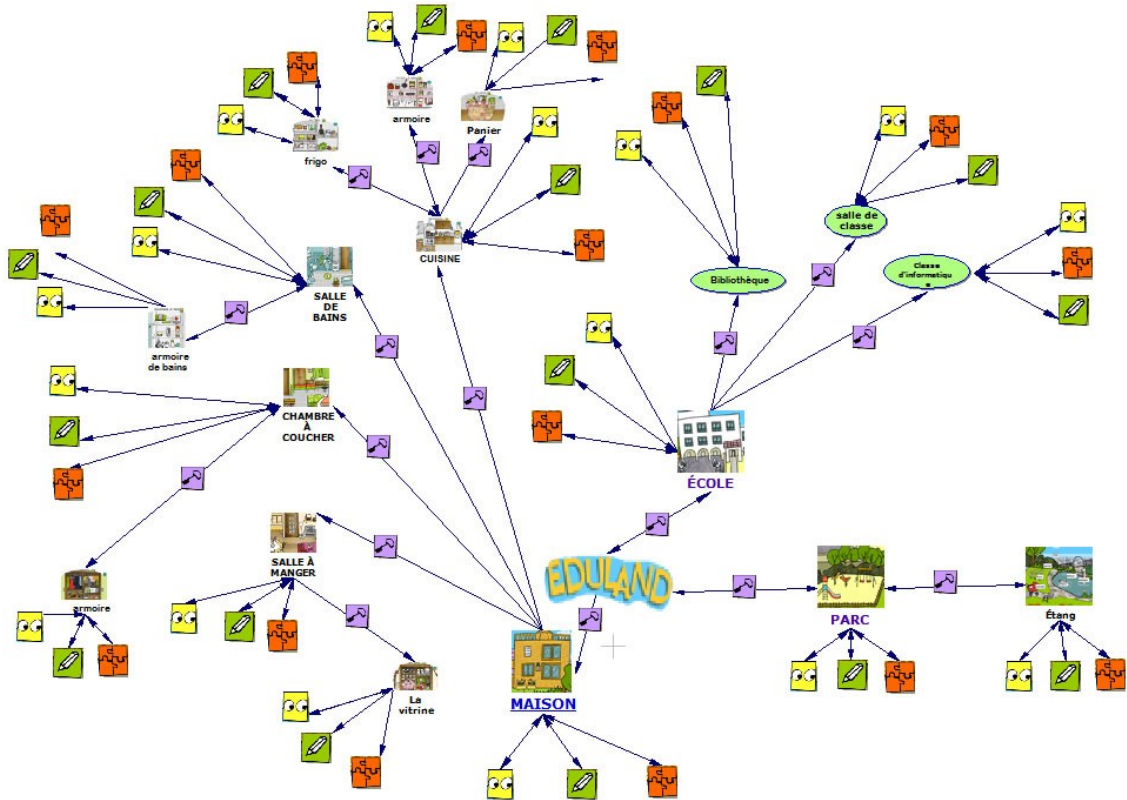 armoire
Panier
frigo
CUISINE
salle de
classe
Classe
d'informatiqu
e
Bibliothèque
SALLE
DE
BAINS
armoire
de bains
CHAMBRE
À
COUCHER
ÉCOLE
SALLE À
MANGER
EDULAND
armoire
PARC
Étang
La
vitrine
MAISON